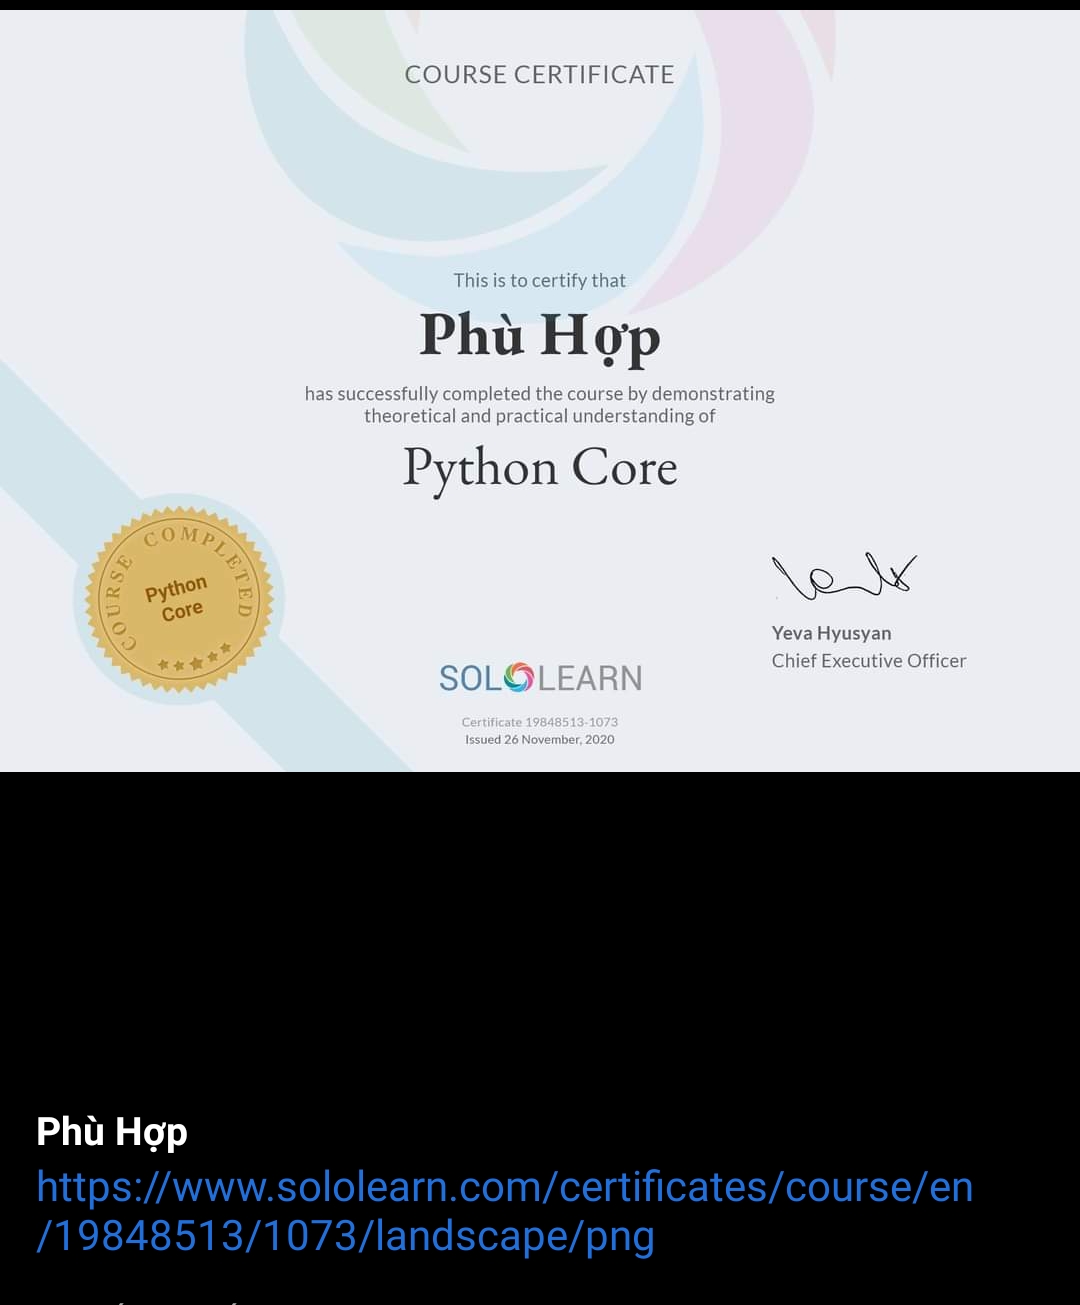 COURSE CERTIFICATE
This is to certify that
Phù Hợp
has successfully completed the course by demonstrating
theoretical and practical understanding of
Python Core
COURSE COMPLETED
Python
Core
Yeva Hyusyan
Chief Executive Officer
SOLOLEARN
Certificate 19848513-1073
Issued 26 November, 2020
Phù Hợp
https://www.sololearn.com/certificates/course/en
/19848513/1073/landscape/png